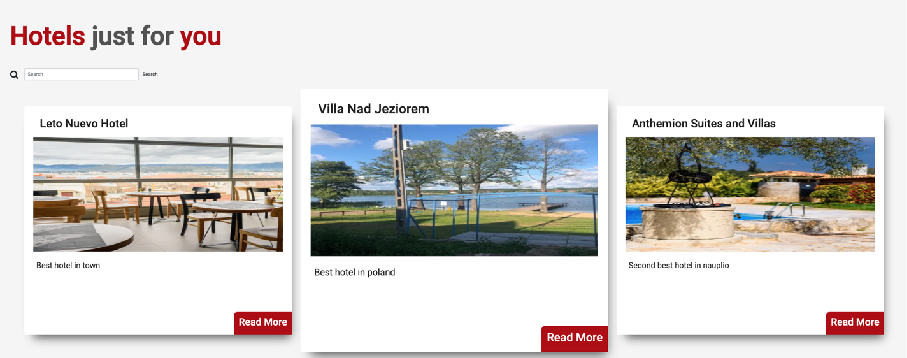 Hotels just for you
Search Search
Leto Nuevo Hotel
Best hotel in town
Read More
Villa Nad Jeziorem
Best hotel in poland
Read More
Anthemion Suites and Villas
Second best hotel in nauplio
Read More